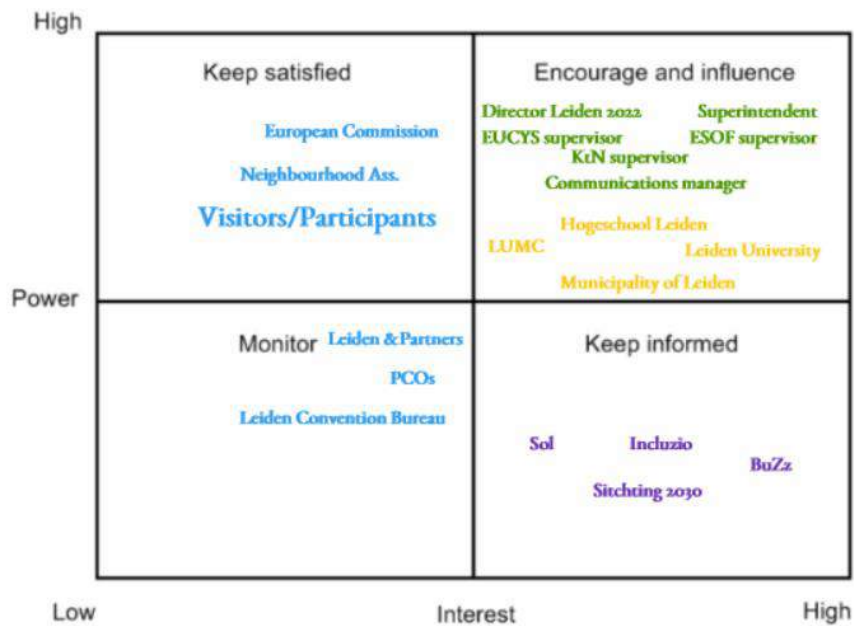 High
Keep satisfied
Encourage and influence
European Commission
Neighbourhood Ass.
Visitors/Participants
Director Leiden 2022
Superintendent
EUCYS supervisor
ESOF supervisor
KtN supervisor
Communications manager
Hogeschool Leiden
LUMC
Leiden University
Municipality of Leiden
Power
Monitor
Leiden & Partners
PCOs
Leiden Convention Bureau
Keep informed
Sol
Incluzio
BuZz
Sitchting 2030
Low
Interest
High